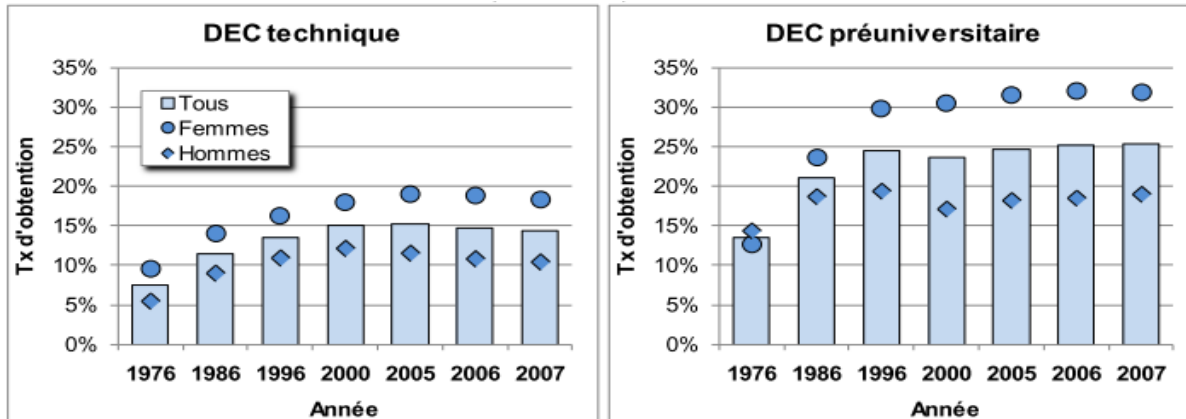 DEC technique
35%
30%
25%
20%
15%
10%
5%
0%
Tx d'obtention
Tous
Femmes
Hommes
1976 1986 1996 2000 2005 2006 2007
Année
DEC préuniversitaire
35%
30%
25%
20%
15%
10%
5%
0%
Tx d'obtention
1976 1986 1996 2000 2005 2006 2007
Année